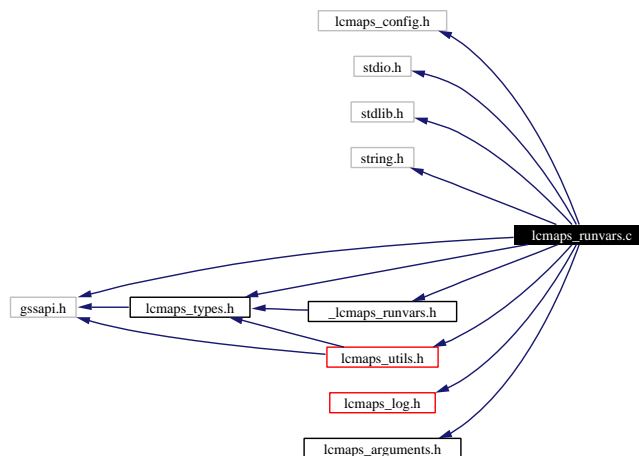 lcmaps_config.h
stdio.h
stdlib.h
string.h
lcmaps_runvars.c
gssapi.h
lcmaps_types.h
_lcmaps_runvars.h
lcmaps_utils.h
lcmaps_log.h
lcmaps_arguments.h